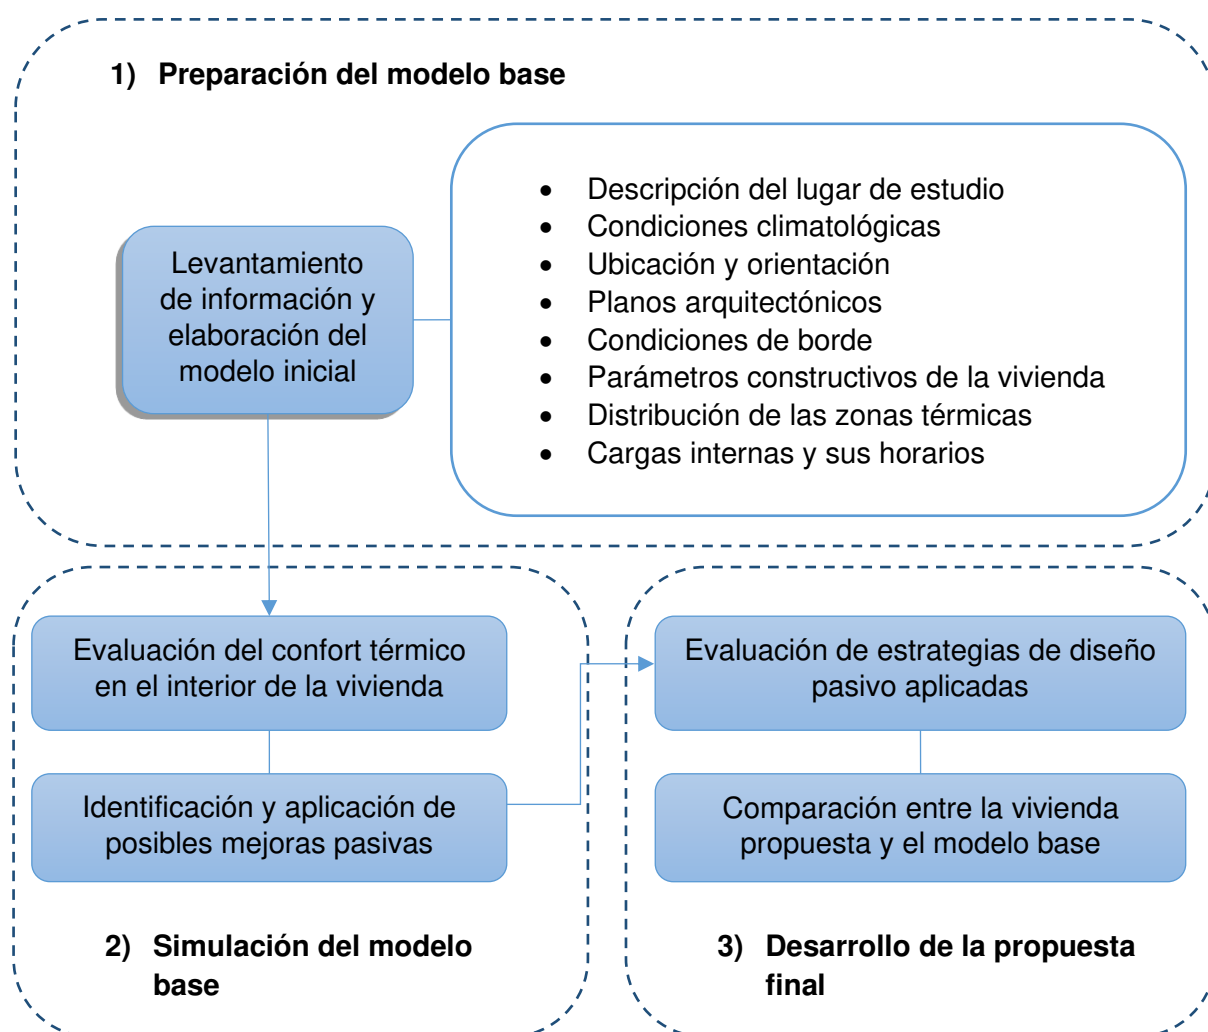 1) Preparación del modelo base
Levantamiento
de información y
elaboración del
modelo inicial
• Descripción del lugar de estudio
• Condiciones climatológicas
• Ubicación y orientación
• Planos arquitectónicos
• Condiciones de borde
• Parámetros constructivos de la vivienda
• Distribución de las zonas térmicas
• Cargas internas y sus horarios
Evaluación del confort térmico
en el interior de la vivienda
Identificación y aplicación de
posibles mejoras pasivas
2) Simulación del modelo
base
Evaluación de estrategias de diseño
pasivo aplicadas
Comparación entre la vivienda
propuesta y el modelo base
3) Desarrollo de la propuesta
final